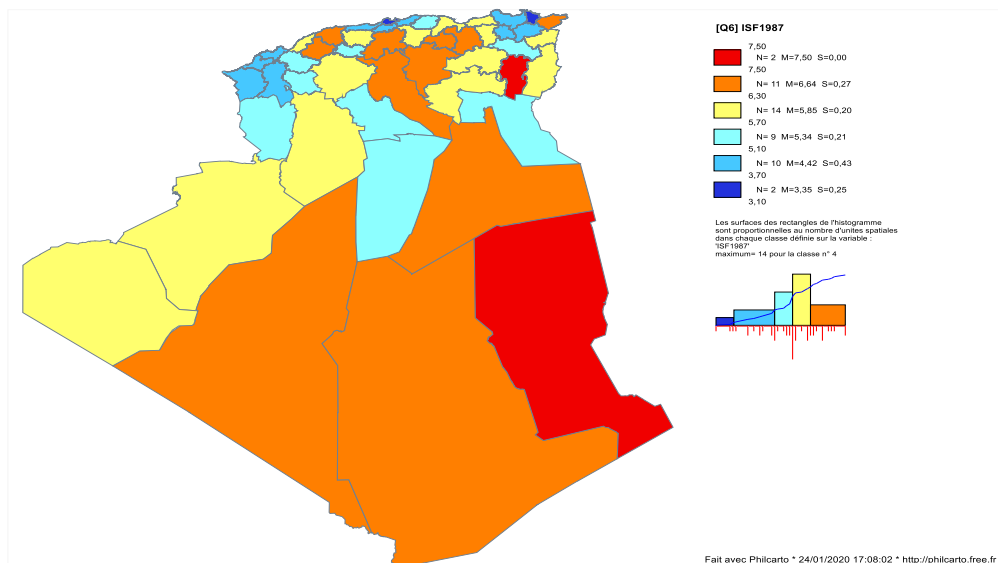 [Q6] ISF1987
7,50
N= 2 M=7,50 S=0,00
7,50
N= 11 M=6,64 S=0,27
6,30
N= 14 M=5,85 S=0,20
5,70
N= 9 M=5,34 S=0,21
5,10
N= 10 M=4,42 S=0,43
3,70
N= 2 M=3,35 S=0,25
3,10
Les surfaces des rectangles de l'histogramme
sont proportionnelles au nombre d'unites spatiales
dans chaque classe définie sur la variable :
'ISF1987'
maximum= 14 pour la classe n° 4
Fait avec Philcarto * 24/01/2020 17:08:02 * http://philcarto.free.fr